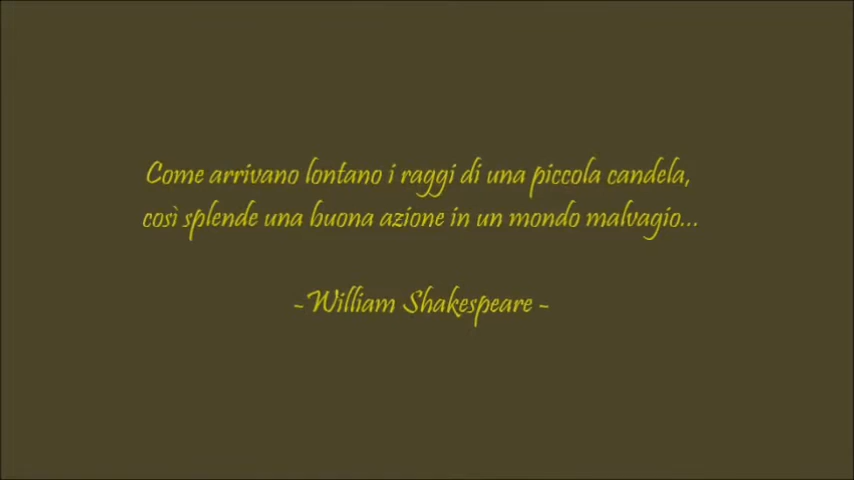 Come arrivano lontano i raggi di una piccola candela,
così splende una buona azione in un mondo malvagio...
-William Shakespeare -